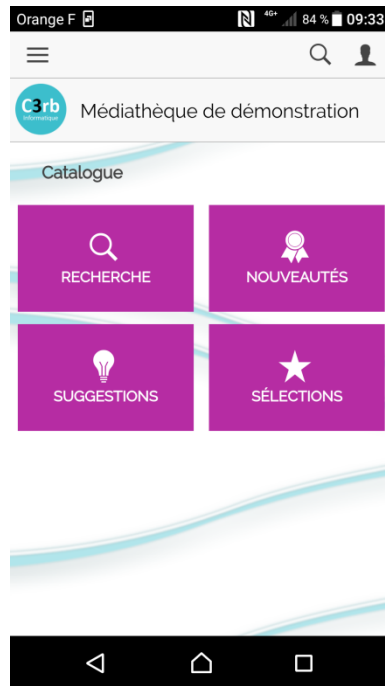 Orange F 4G+ 84 % 09:33
C3rb
Informatique
Médiathèque de démonstration
Catalogue
RECHERCHE
NOUVEAUTÉS
SUGGESTIONS
SÉLECTIONS